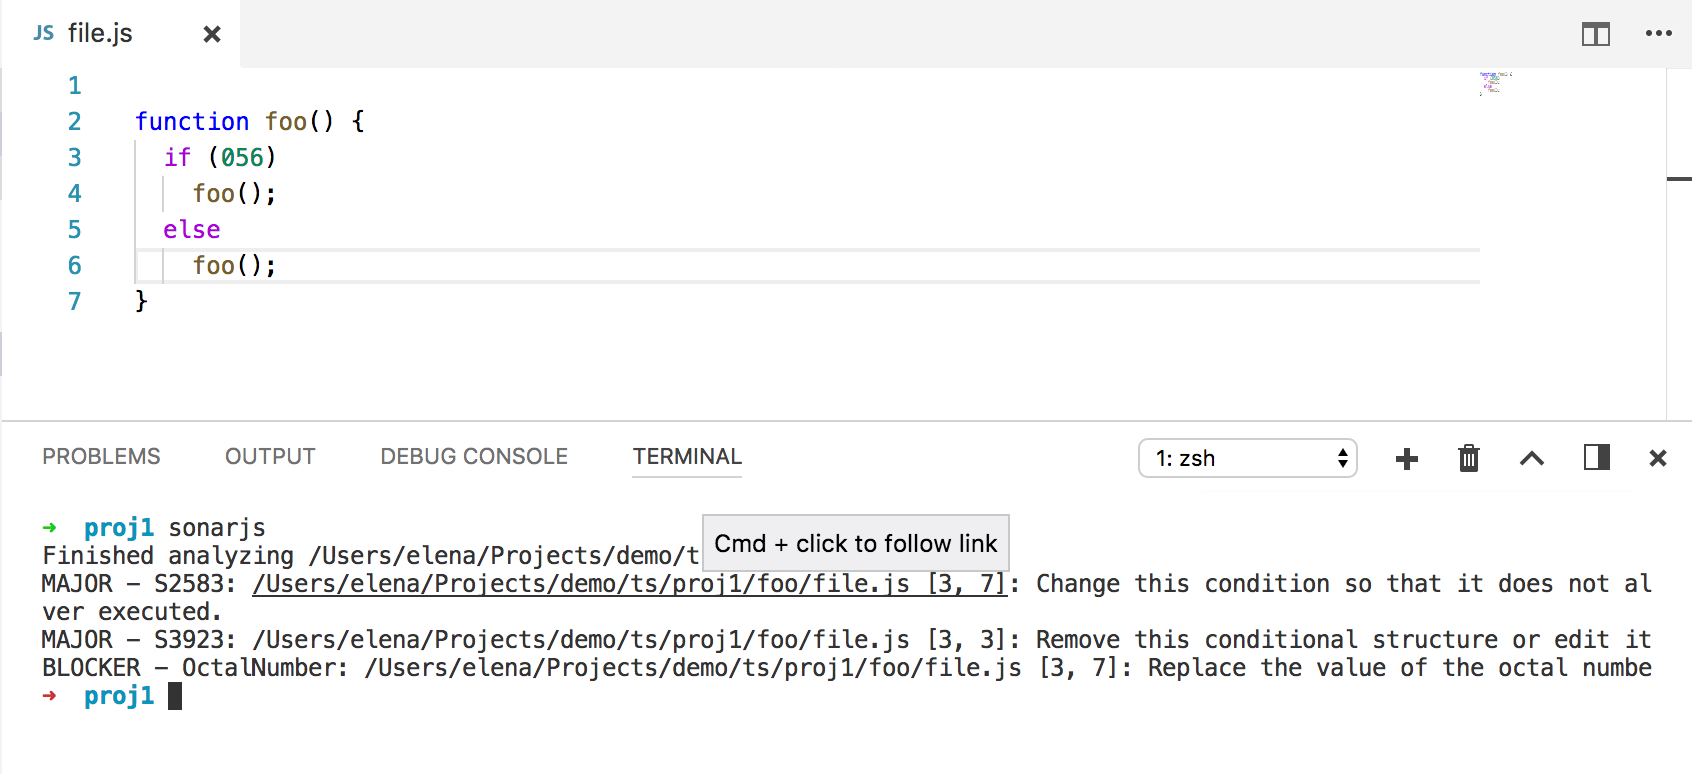 JS file.js
1
2 function foo() {
3 if (056)
4 foo();
5 else
6 foo();
7 }
PROBLEMS OUTPUT DEBUG CONSOLE TERMINAL 1: zsh
→ proj1 sonarjs
Finished analyzing /Users/elena/Projects/demo/t
Cmd + click to follow link
MAJOR – S2583: /Users/elena/Projects/demo/ts/proj1/foo/file.js [3, 7]: Change this condition so that it does not al
ver executed.
MAJOR – S3923: /Users/elena/Projects/demo/ts/proj1/foo/file.js [3, 3]: Remove this conditional structure or edit it
BLOCKER – OctalNumber: /Users/elena/Projects/demo/ts/proj1/foo/file.js [3, 7]: Replace the value of the octal numbe
→ proj1